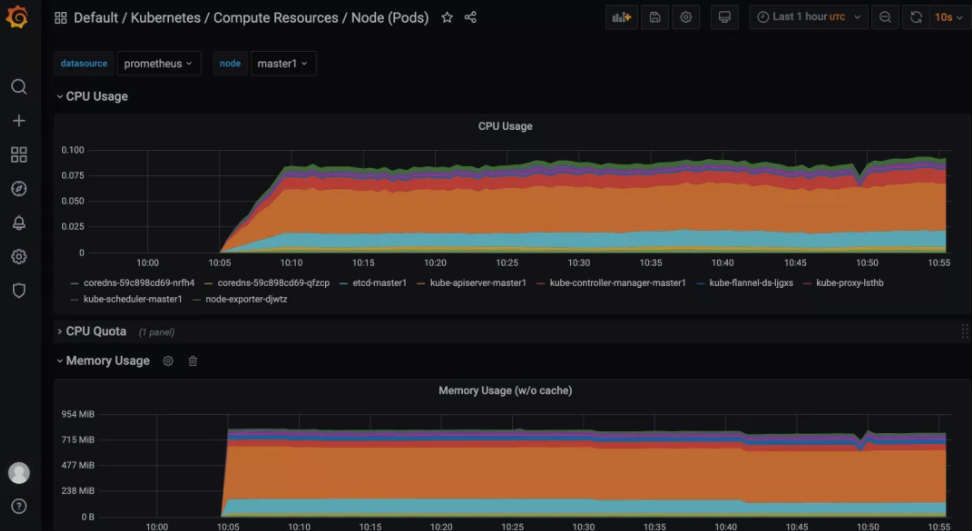 Default / Kubernetes / Compute Resources / Node (Pods)
Last 1 hour UTC
10s
datasource prometheus node master1
CPU Usage
CPU Usage
0.100
0.075
0.050
0.025
0
10:00 10:05 10:10 10:15 10:20 10:25 10:30 10:35 10:40 10:45 10:50 10:55
coredns-59c898cd69-nrfh4 coredns-59c898cd69-qfzcp etcd-master1 kube-apiserver-master1 kube-controller-manager-master1 kube-flannel-ds-ljgxs kube-proxy-lsthb
kube-scheduler-master1 node-exporter-djwtz
CPU Quota (1 panel)
Memory Usage
Memory Usage (w/o cache)
954 MiB
715 MiB
477 MiB
238 MiB
0 B
10:00 10:05 10:10 10:15 10:20 10:25 10:30 10:35 10:40 10:45 10:50 10:55